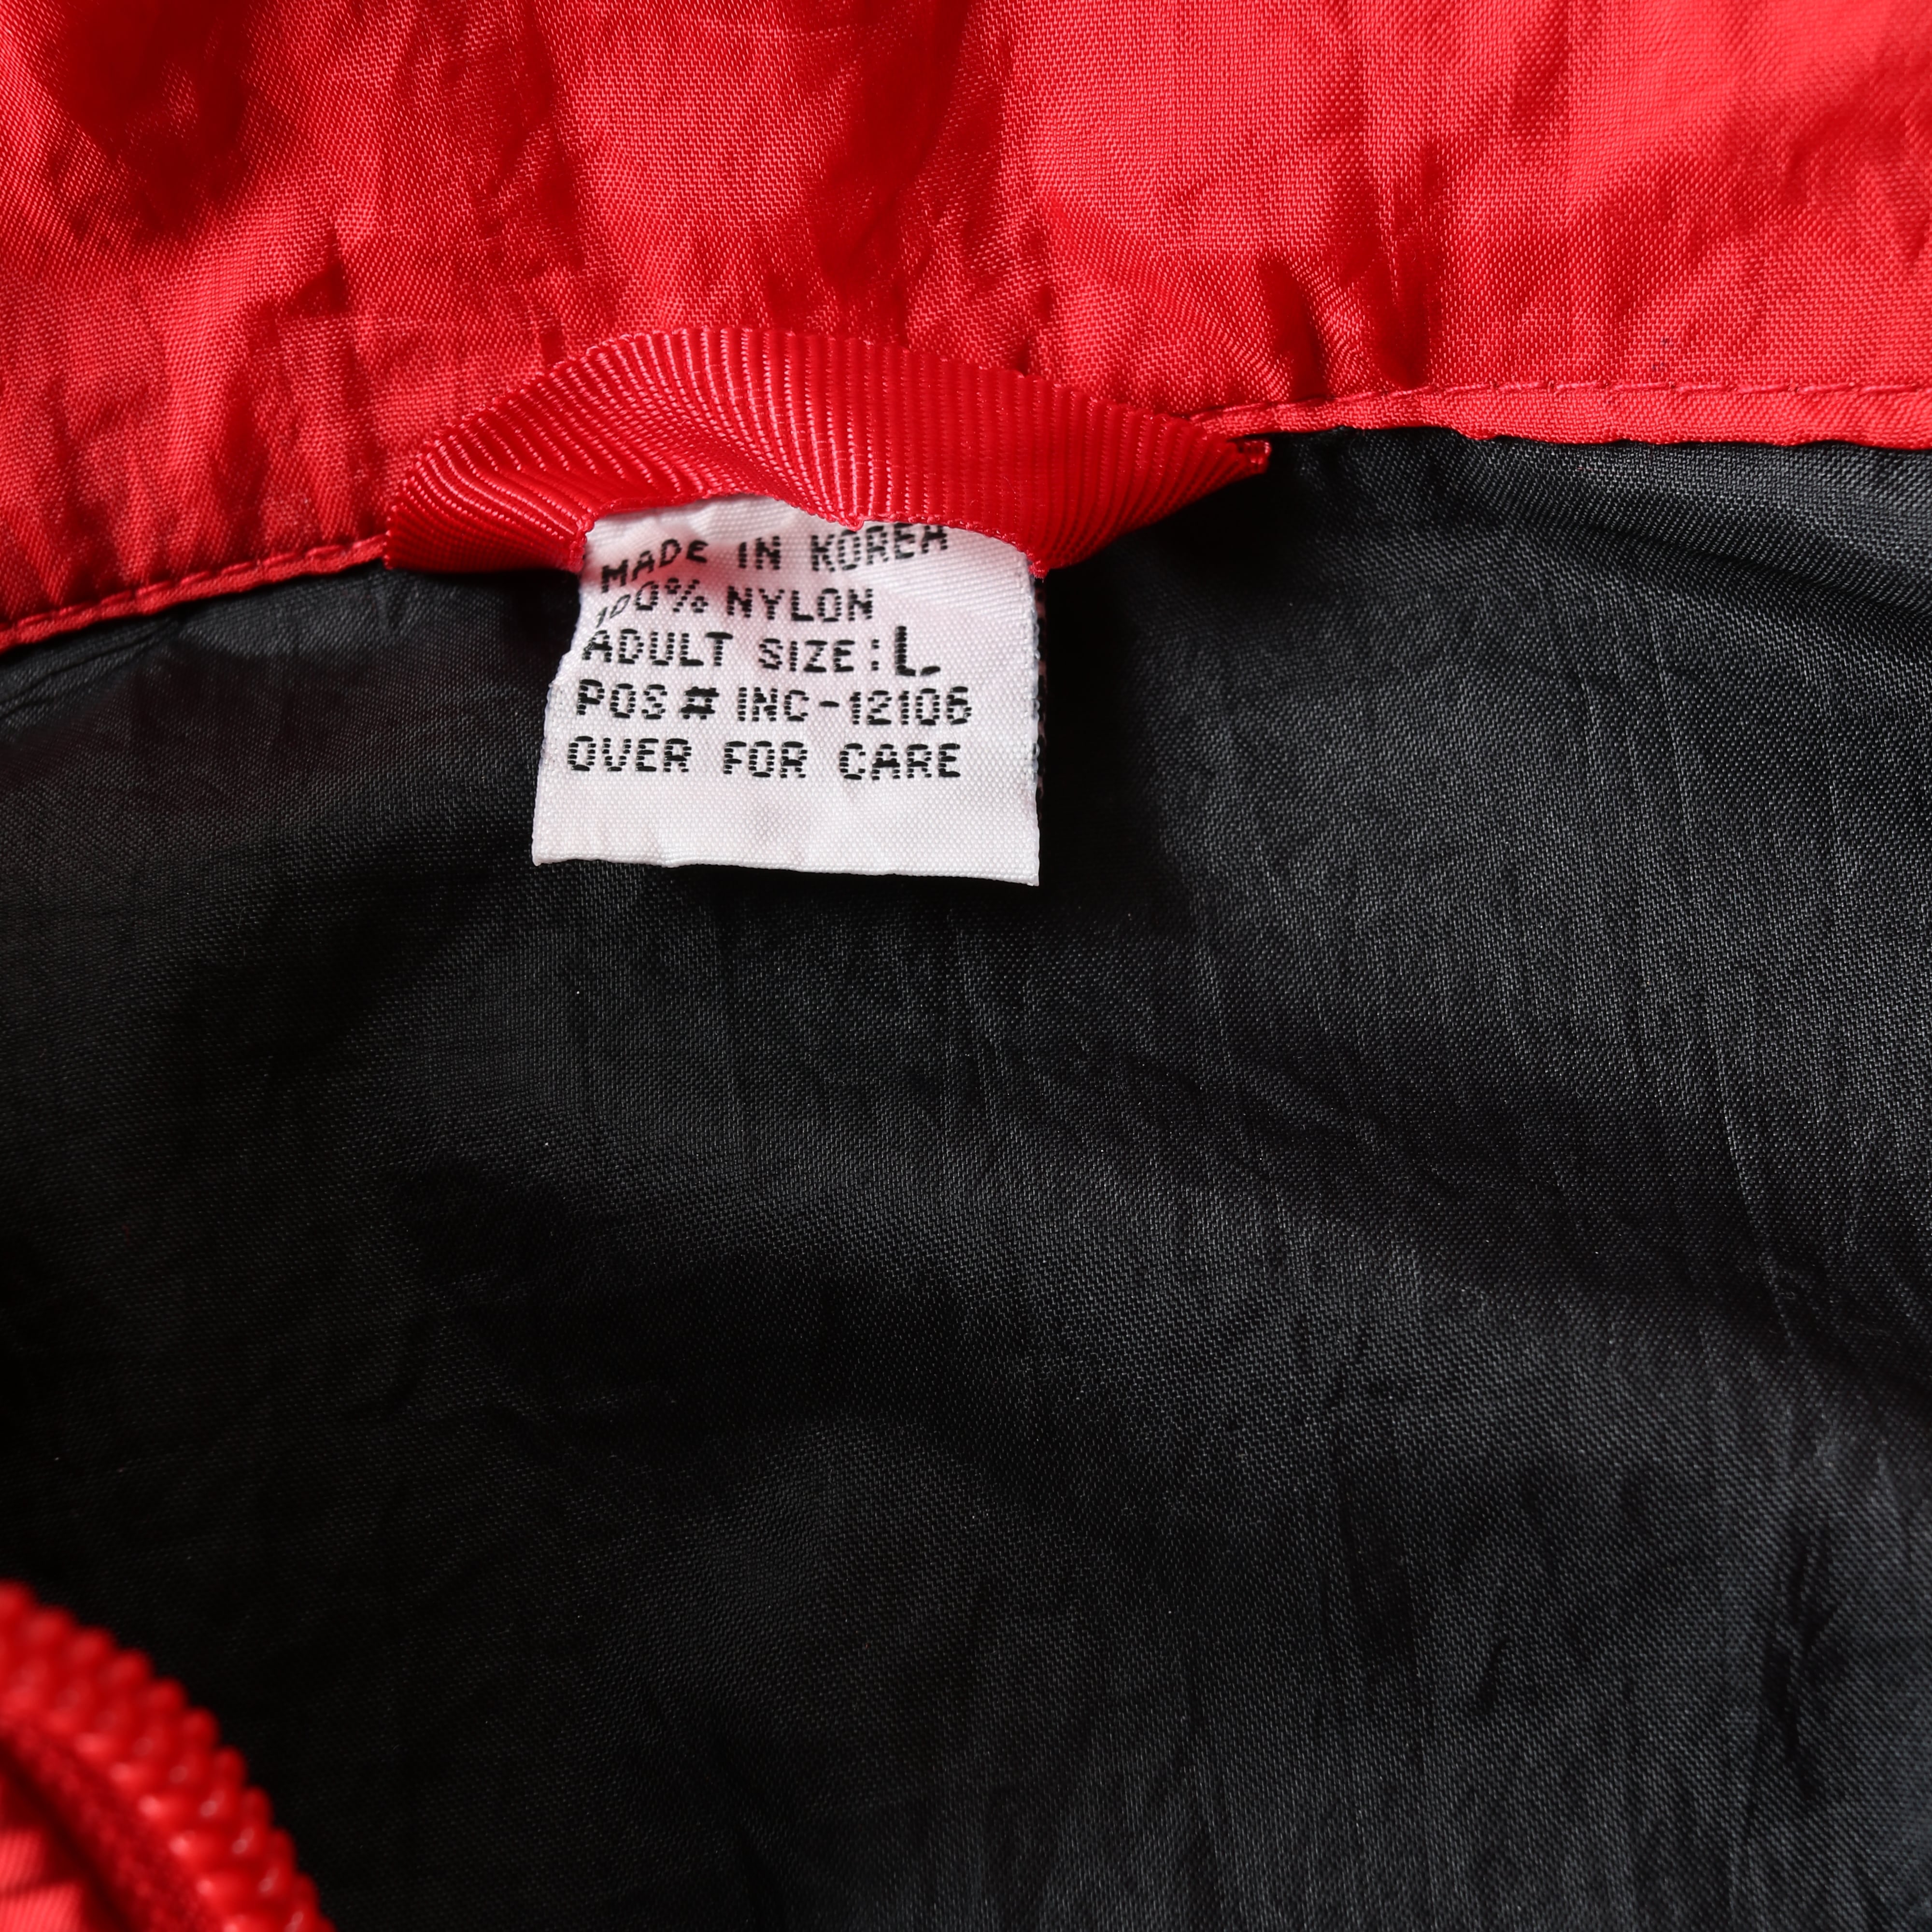 MADE IN KOREA
100% NYLON
ADULT SIZE: L
POS # INC-12106
OVER FOR CARE